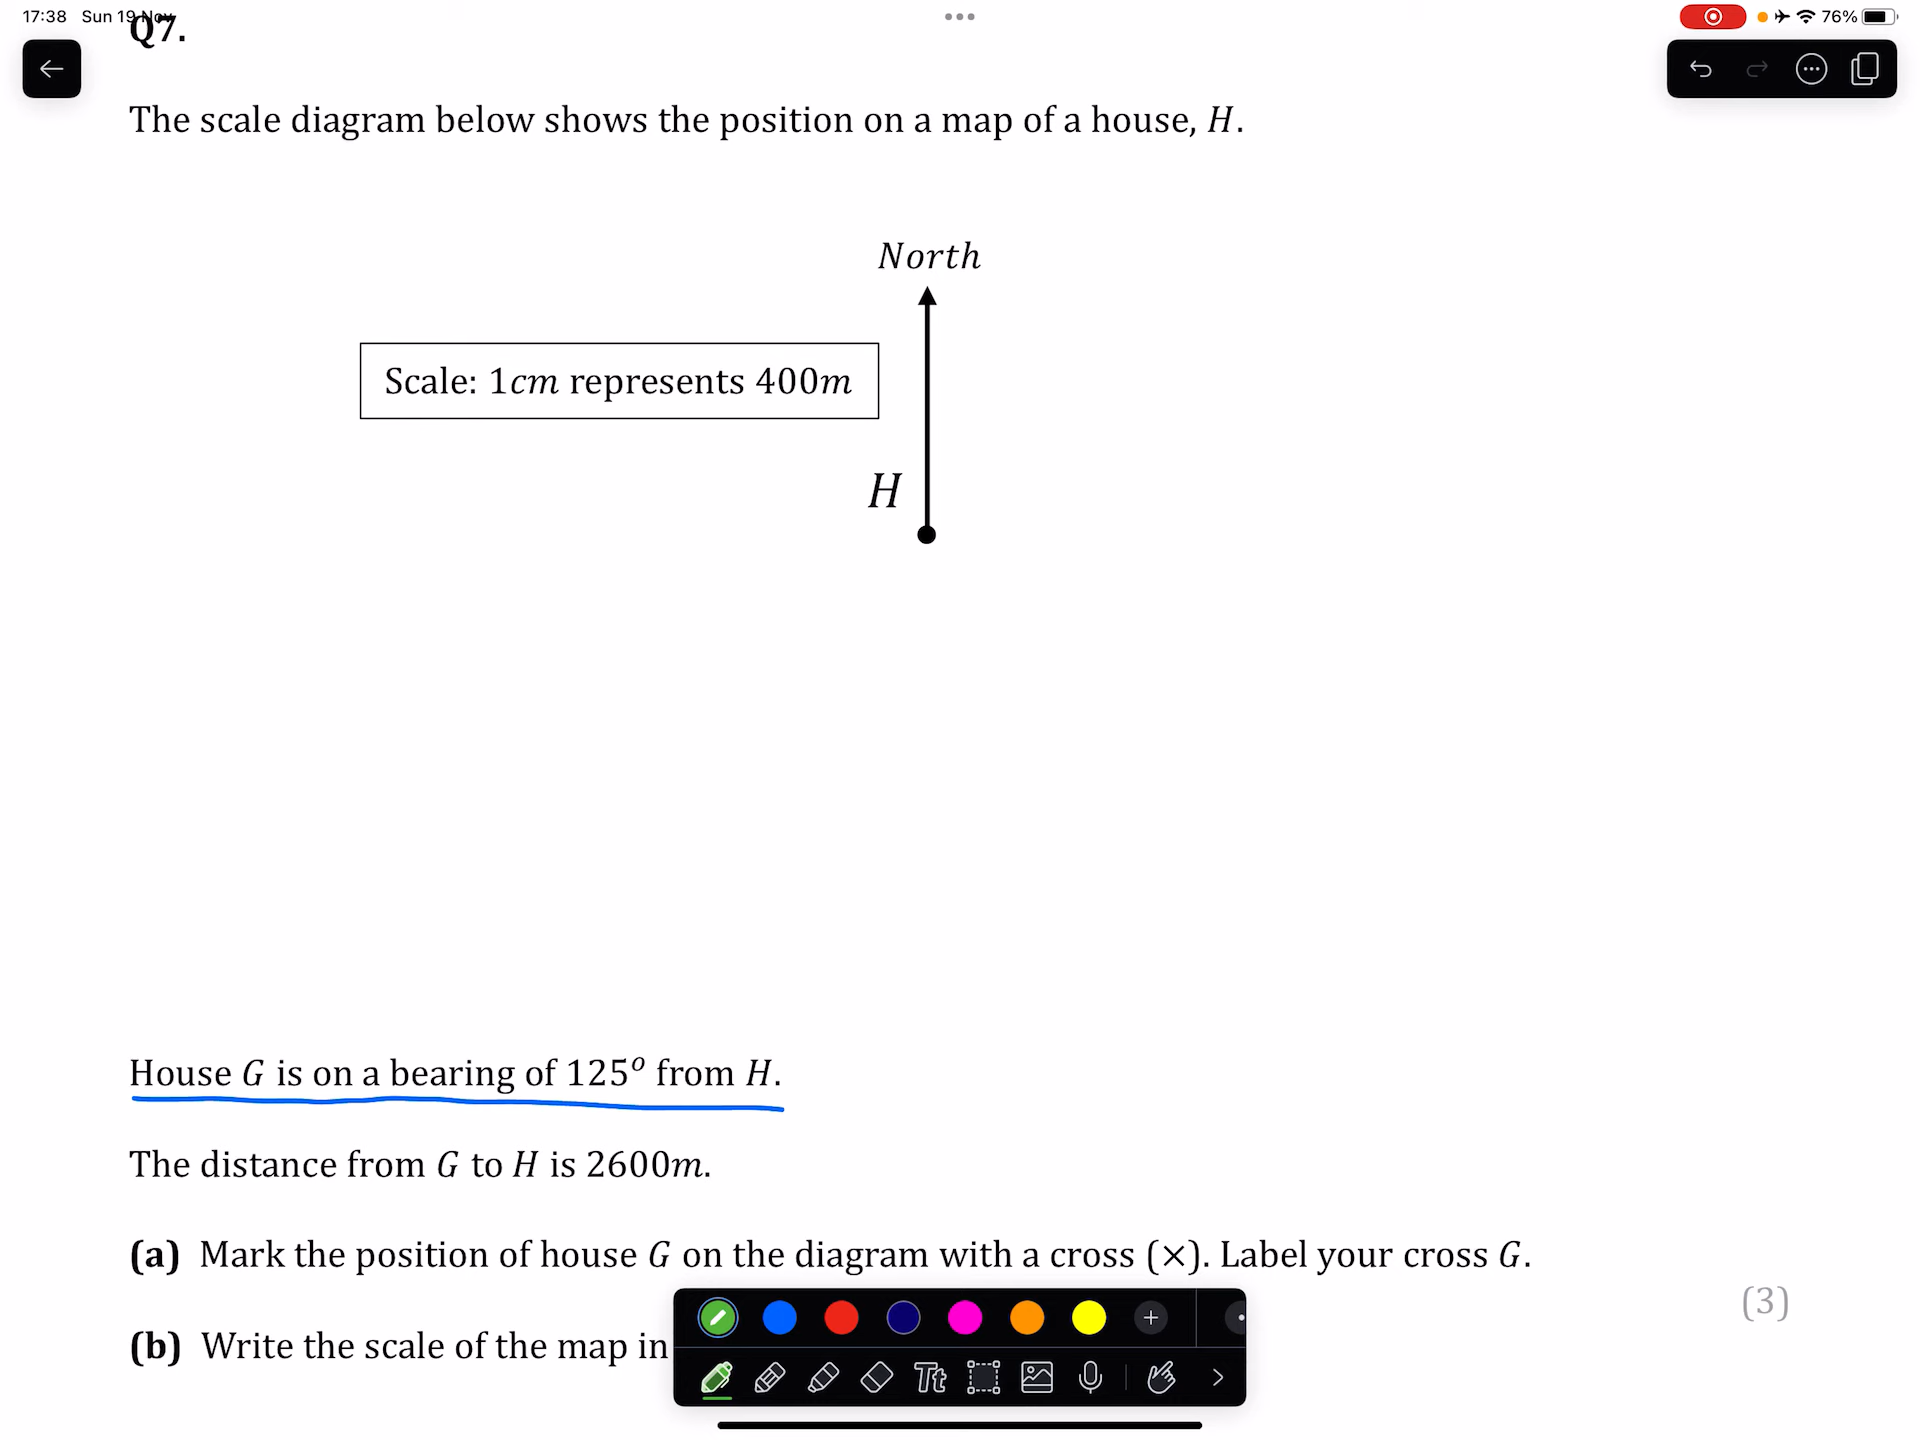 17:38 Sun 19 Nov
76%
Q7.
The scale diagram below shows the position on a map of a house, H.
North
Scale: 1cm represents 400m
H
House G is on a bearing of 125° from H.
The distance from G to H is 2600m.
(a) Mark the position of house G on the diagram with a cross (×). Label your cross G.
(3)
(b) Write the scale of the map in
Tt